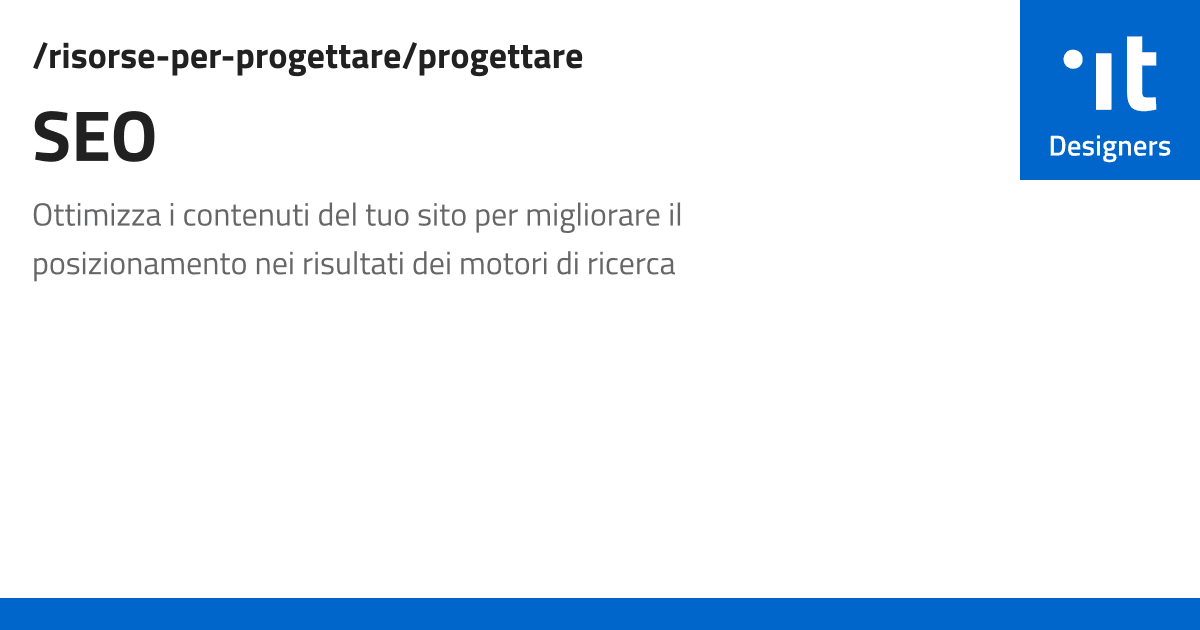 /risorse-per-progettare/progettare
SEO
Ottimizza i contenuti del tuo sito per migliorare il
posizionamento nei risultati dei motori di ricerca
it
Designers